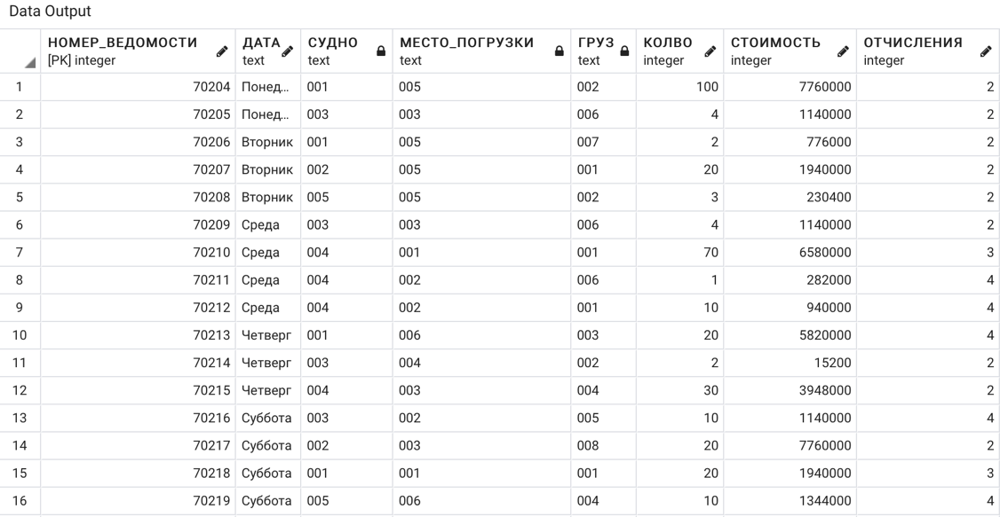 Data Output
НОМЕР_ВЕДОМОСТИ ДАТА СУДНО МЕСТО_ПОГРУЗКИ ГРУЗ КОЛВО СТОИМОСТЬ ОТЧИСЛЕНИЯ
[PK] integer text text text text integer integer integer
1 70204 Понед... 001 005 002 100 7760000 2
2 70205 Понед... 003 003 006 4 1140000 2
3 70206 Вторник 001 005 007 2 776000 2
4 70207 Вторник 002 005 001 20 1940000 2
5 70208 Вторник 005 005 002 3 230400 2
6 70209 Среда 003 003 006 4 1140000 2
7 70210 Среда 004 001 001 70 6580000 3
8 70211 Среда 004 002 006 1 282000 4
9 70212 Среда 004 002 001 10 940000 4
10 70213 Четверг 001 006 003 20 5820000 4
11 70214 Четверг 003 004 002 2 15200 2
12 70215 Четверг 004 003 004 30 3948000 2
13 70216 Суббота 003 002 005 10 1140000 4
14 70217 Суббота 002 003 008 20 7760000 2
15 70218 Суббота 001 001 001 20 1940000 3
16 70219 Суббота 005 006 004 10 1344000 4